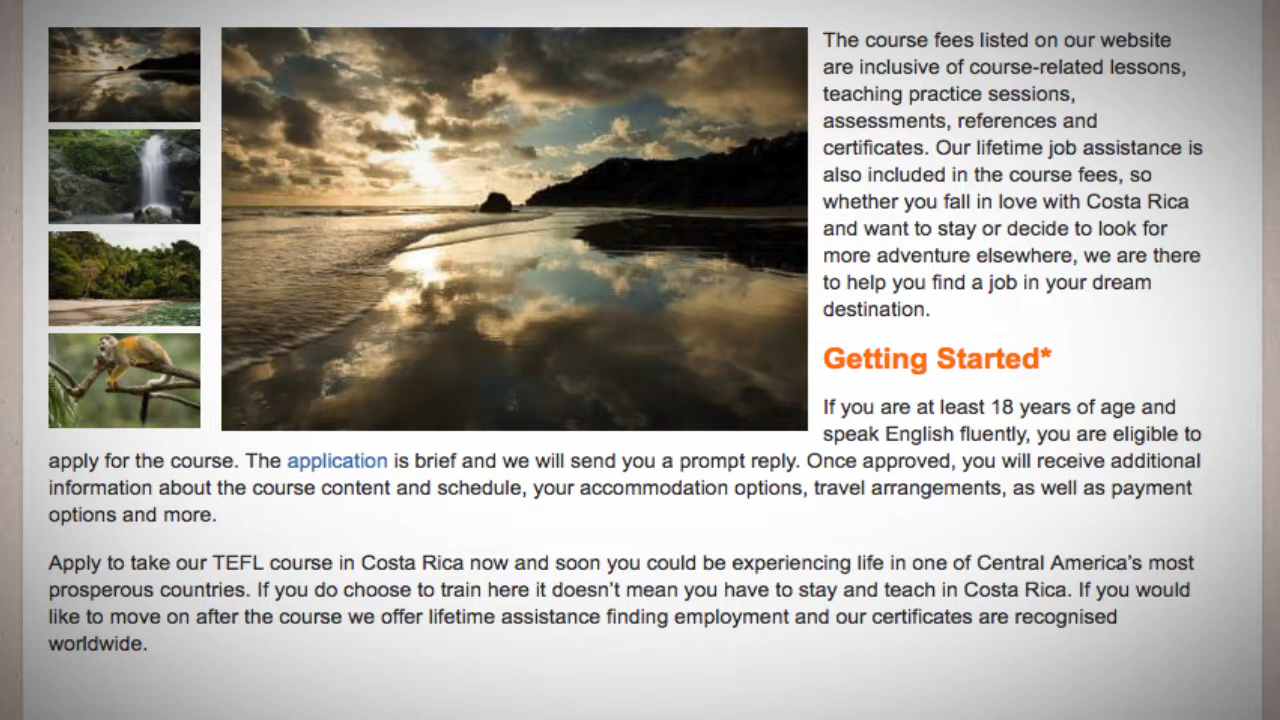 The course fees listed on our website
are inclusive of course-related lessons,
teaching practice sessions,
assessments, references and
certificates. Our lifetime job assistance is
also included in the course fees, so
whether you fall in love with Costa Rica
and want to stay or decide to look for
more adventure elsewhere, we are there
to help you find a job in your dream
destination.
Getting Started*
If you are at least 18 years of age and
speak English fluently, you are eligible to
apply for the course. The application is brief and we will send you a prompt reply. Once approved, you will receive additional
information about the course content and schedule, your accommodation options, travel arrangements, as well as payment
options and more.
Apply to take our TEFL course in Costa Rica now and soon you could be experiencing life in one of Central America’s most
prosperous countries. If you do choose to train here it doesn’t mean you have to stay and teach in Costa Rica. If you would
like to move on after the course we offer lifetime assistance finding employment and our certificates are recognised
worldwide.